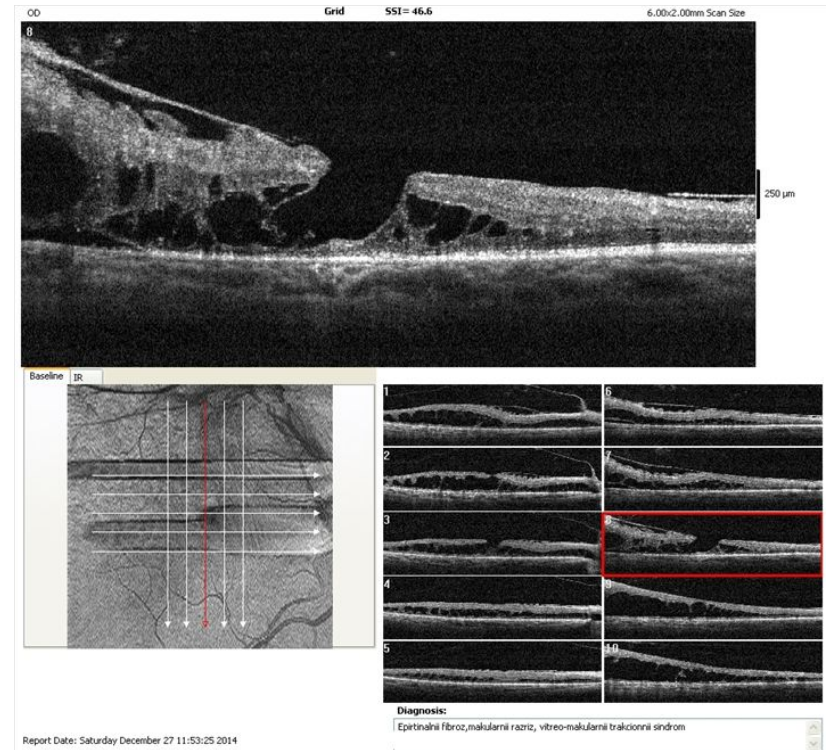 OD Grid SSI= 46.6 6.00x2.00mm Scan Size
8
250 µm
Baseline IR
1 6
2 7
3 8
4 9
5 10
Diagnosis:
Epirtinalnii fibroz,makularnii razriz, vitreo-makularnii trakcionnii sindrom
Report Date: Saturday December 27 11:53:25 2014